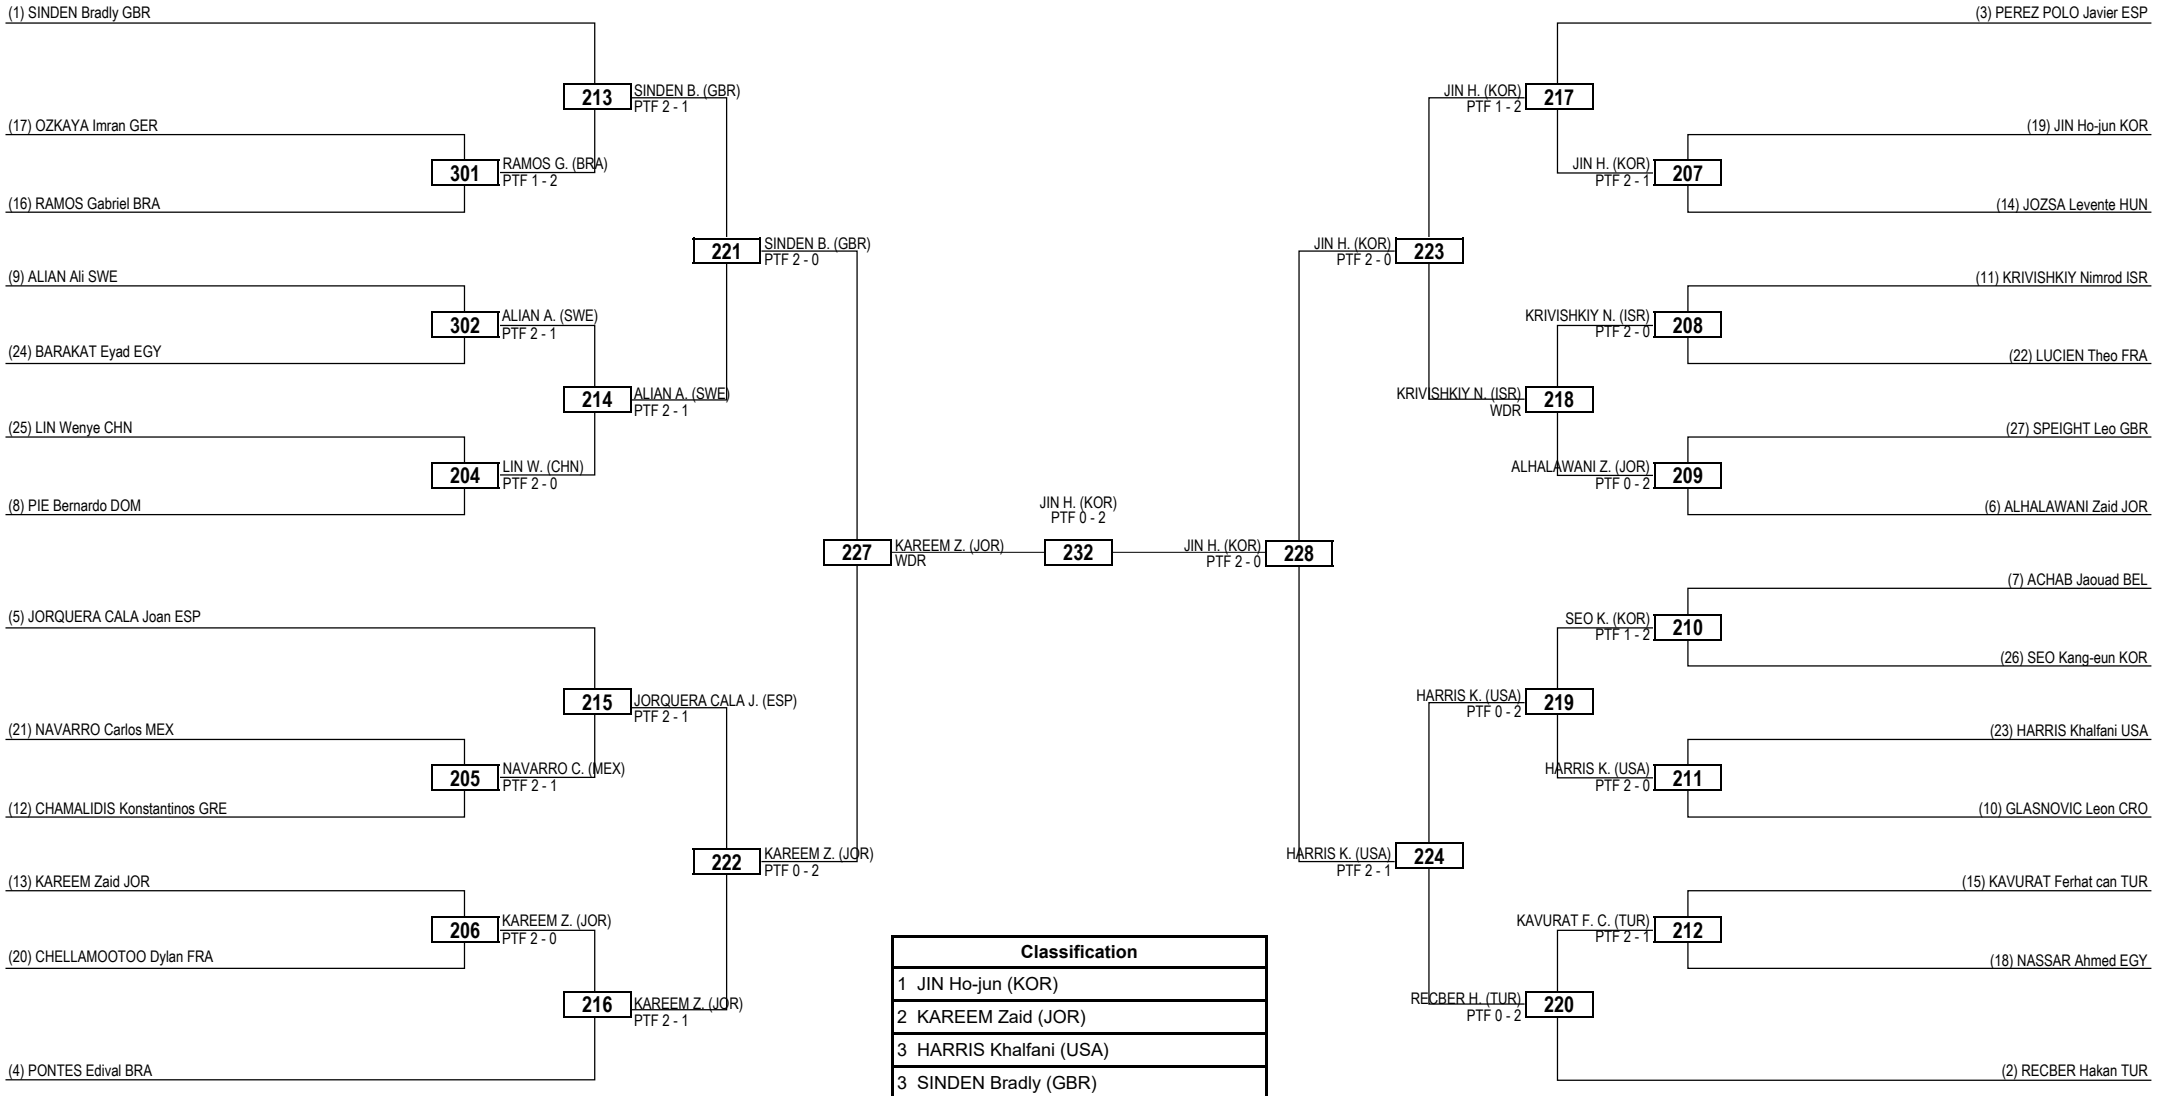 (1) SINDEN Bradly GBR
213
SINDEN B. (GBR)
PTF 2 - 1
(17) OZKAYA Imran GER
301
RAMOS G. (BRA)
PTF 1 - 2
(16) RAMOS Gabriel BRA
221
SINDEN B. (GBR)
PTF 2 - 0
(9) ALIAN Ali SWE
302
ALIAN A. (SWE)
PTF 2 - 1
(24) BARAKAT Eyad EGY
214
ALIAN A. (SWE)
PTF 2 - 1
(25) LIN Wenye CHN
204
LIN W. (CHN)
PTF 2 - 0
(8) PIE Bernardo DOM
227
KAREEM Z. (JOR)
WDR
(5) JORQUERA CALA Joan ESP
215
JORQUERA CALA J. (ESP)
PTF 2 - 1
(21) NAVARRO Carlos MEX
205
NAVARRO C. (MEX)
PTF 2 - 1
(12) CHAMALIDIS Konstantinos GRE
222
KAREEM Z. (JOR)
PTF 0 - 2
(13) KAREEM Zaid JOR
206
KAREEM Z. (JOR)
PTF 2 - 0
(20) CHELLAMOOTOO Dylan FRA
216
KAREEM Z. (JOR)
PTF 2 - 1
(4) PONTES Edival BRA
JIN H. (KOR)
PTF 0 - 2
232
(3) PEREZ POLO Javier ESP
JIN H. (KOR)
PTF 1 - 2
217
(19) JIN Ho-jun KOR
JIN H. (KOR)
PTF 2 - 1
207
(14) JOZSA Levente HUN
JIN H. (KOR)
PTF 2 - 0
223
(11) KRIVISHKIY Nimrod ISR
KRIVISHKIY N. (ISR)
PTF 2 - 0
208
(22) LUCIEN Theo FRA
KRIVISHKIY N. (ISR)
WDR
218
(27) SPEIGHT Leo GBR
ALHALAWANI Z. (JOR)
PTF 0 - 2
209
(6) ALHALAWANI Zaid JOR
JIN H. (KOR)
PTF 2 - 0
228
(7) ACHAB Jaouad BEL
SEO K. (KOR)
PTF 1 - 2
210
(26) SEO Kang-eun KOR
HARRIS K. (USA)
PTF 0 - 2
219
(23) HARRIS Khalfani USA
HARRIS K. (USA)
PTF 2 - 0
211
(10) GLASNOVIC Leon CRO
HARRIS K. (USA)
PTF 2 - 1
224
(15) KAVURAT Ferhat can TUR
KAVURAT F. C. (TUR)
PTF 2 - 1
212
(18) NASSAR Ahmed EGY
RECBER H. (TUR)
PTF 0 - 2
220
(2) RECBER Hakan TUR
Classification
1 JIN Ho-jun (KOR)
2 KAREEM Zaid (JOR)
3 HARRIS Khalfani (USA)
3 SINDEN Bradly (GBR)